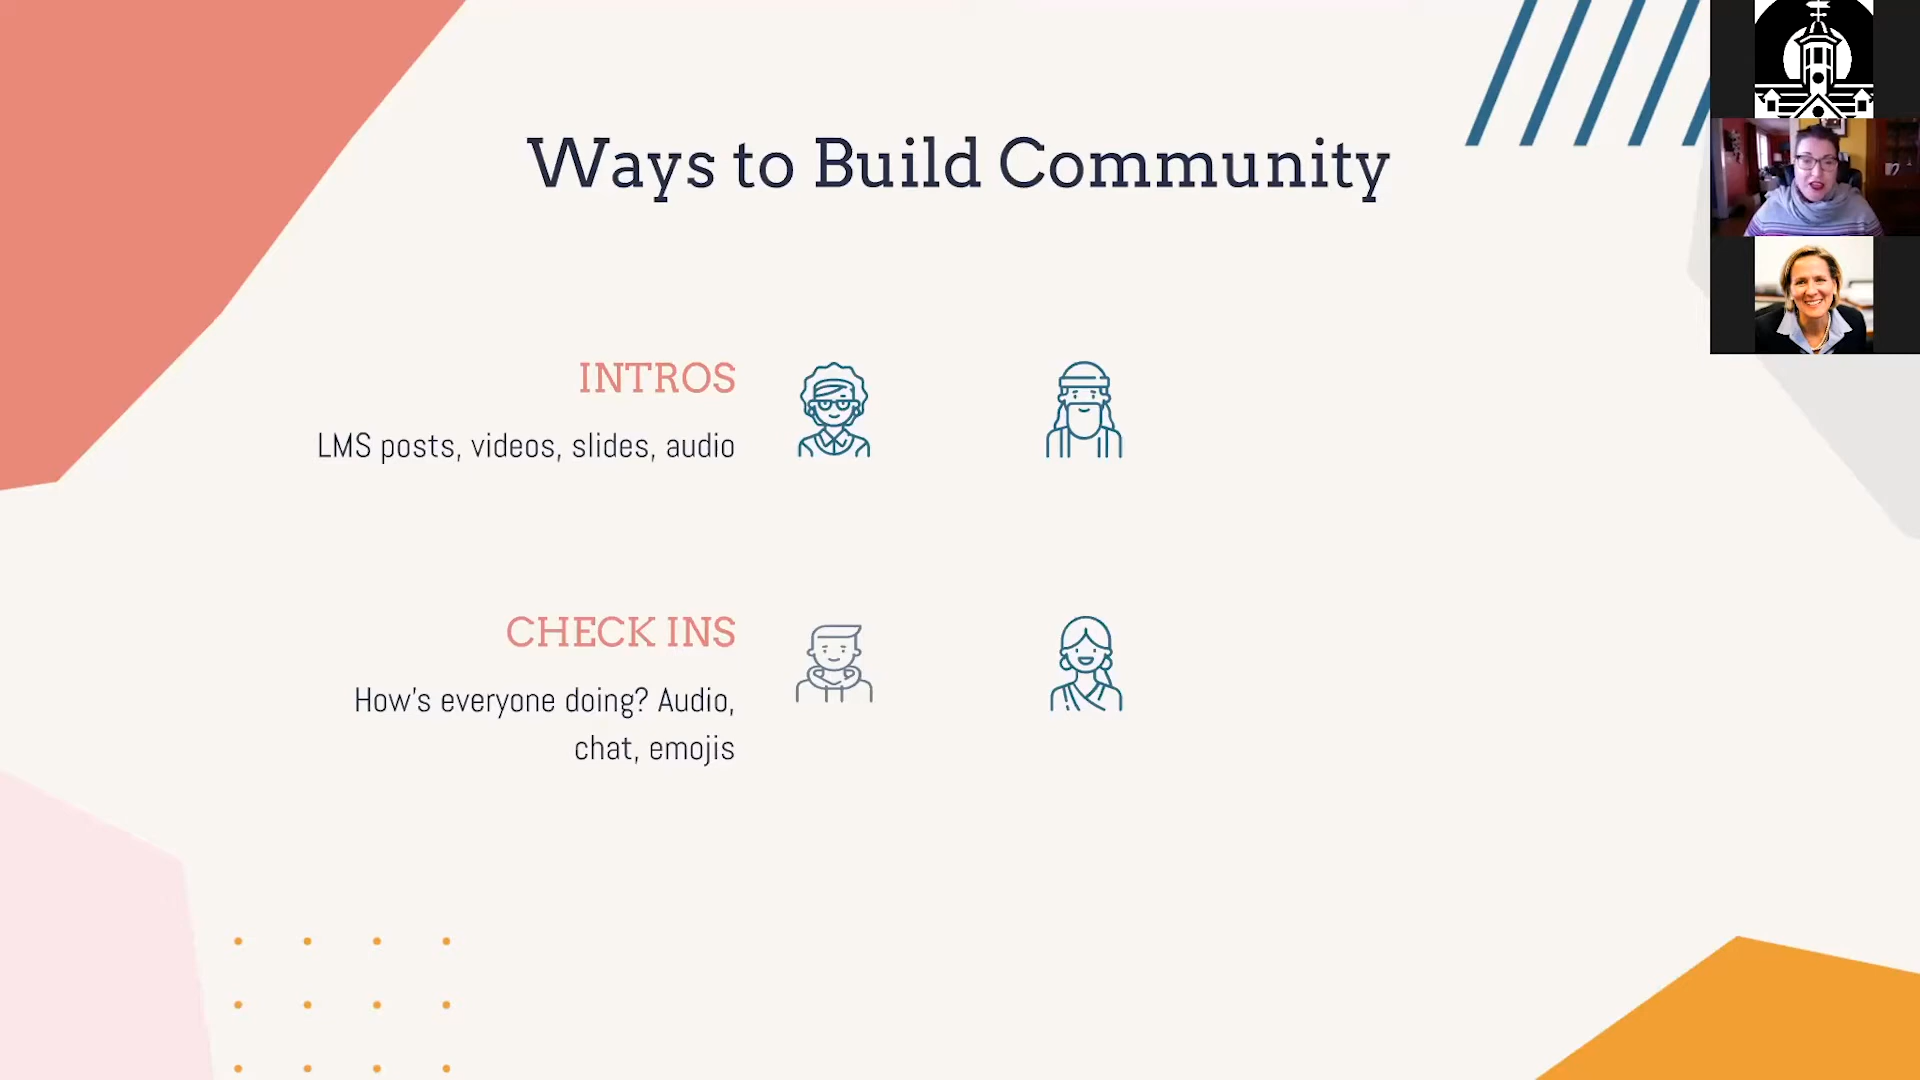 Ways to Build Community
INTROS
LMS posts, videos, slides, audio
CHECK INS
How's everyone doing? Audio,
chat, emojis